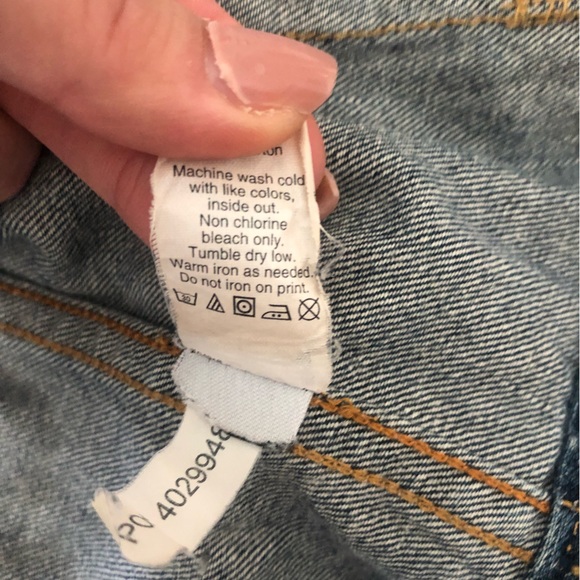 Machine wash cold
with like colors,
inside out.
Non chlorine
bleach only.
Tumble dry low.
Warm iron as needed.
Do not iron on print.
30
PO 4029948